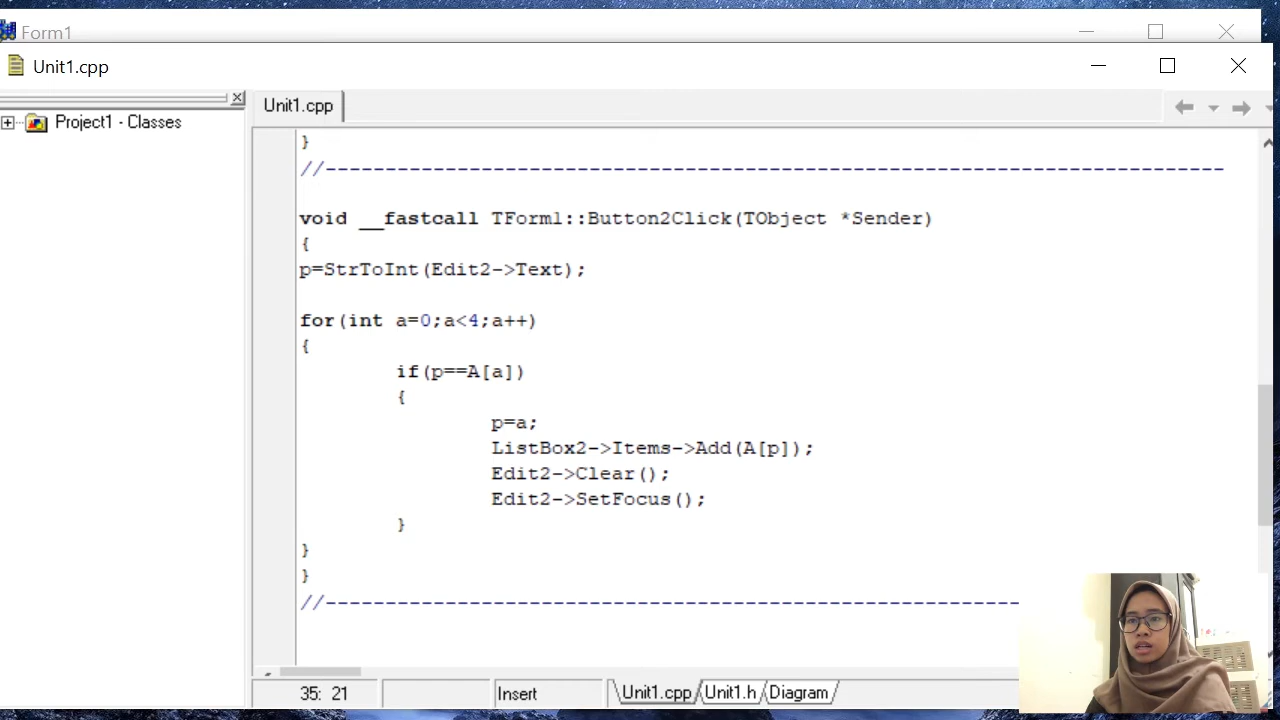 Form1
Unit1.cpp
Unit1.cpp
Project1 - Classes
}
//---------------------------------------------------------------------------
void __fastcall TForm1::Button2Click(TObject *Sender)
{
p=StrToInt(Edit2->Text);
for(int a=0;a<4;a++)
{
if(p==A[a])
{
p=a;
ListBox2->Items->Add(A[p]);
Edit2->Clear();
Edit2->SetFocus();
}
}
}
//----------------------------------------------------------
35: 21
Insert
Unit1.cpp
Unit1.h
Diagram